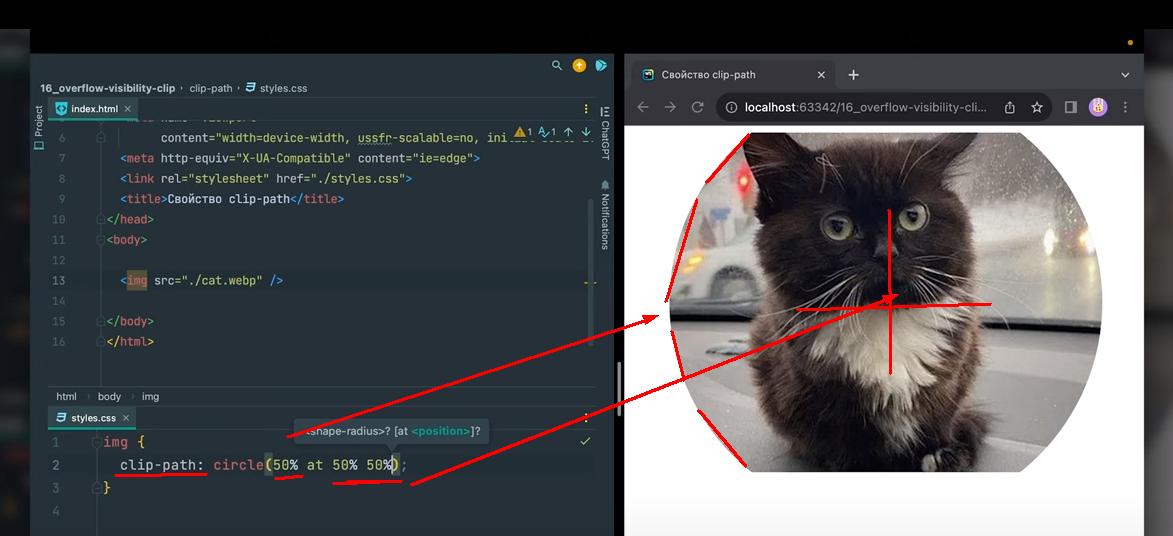 16_overflow-visibility-clip › clip-path › styles.css
Project
index.html ×
6 content="width=device-width, ussfr-scalable=no,
1 1
7 <meta http-equiv="X-UA-Compatible" content="ie=edge">
8 <link rel="stylesheet" href="./styles.css">
9 <title>Свойство clip-path</title>
10 </head>
11 <body>
12
13 <img src="./cat.webp" />
14
15 </body>
16 </html>
ChatGPT
Notifications
html › body › img
styles.css ×
<shape-radius>? [at <position>]?
1 img {
2 clip-path: circle(50% at 50% 50%);
3 }
4
Свойство clip-path ×
localhost:63342/16_overflow-visibility-cli...